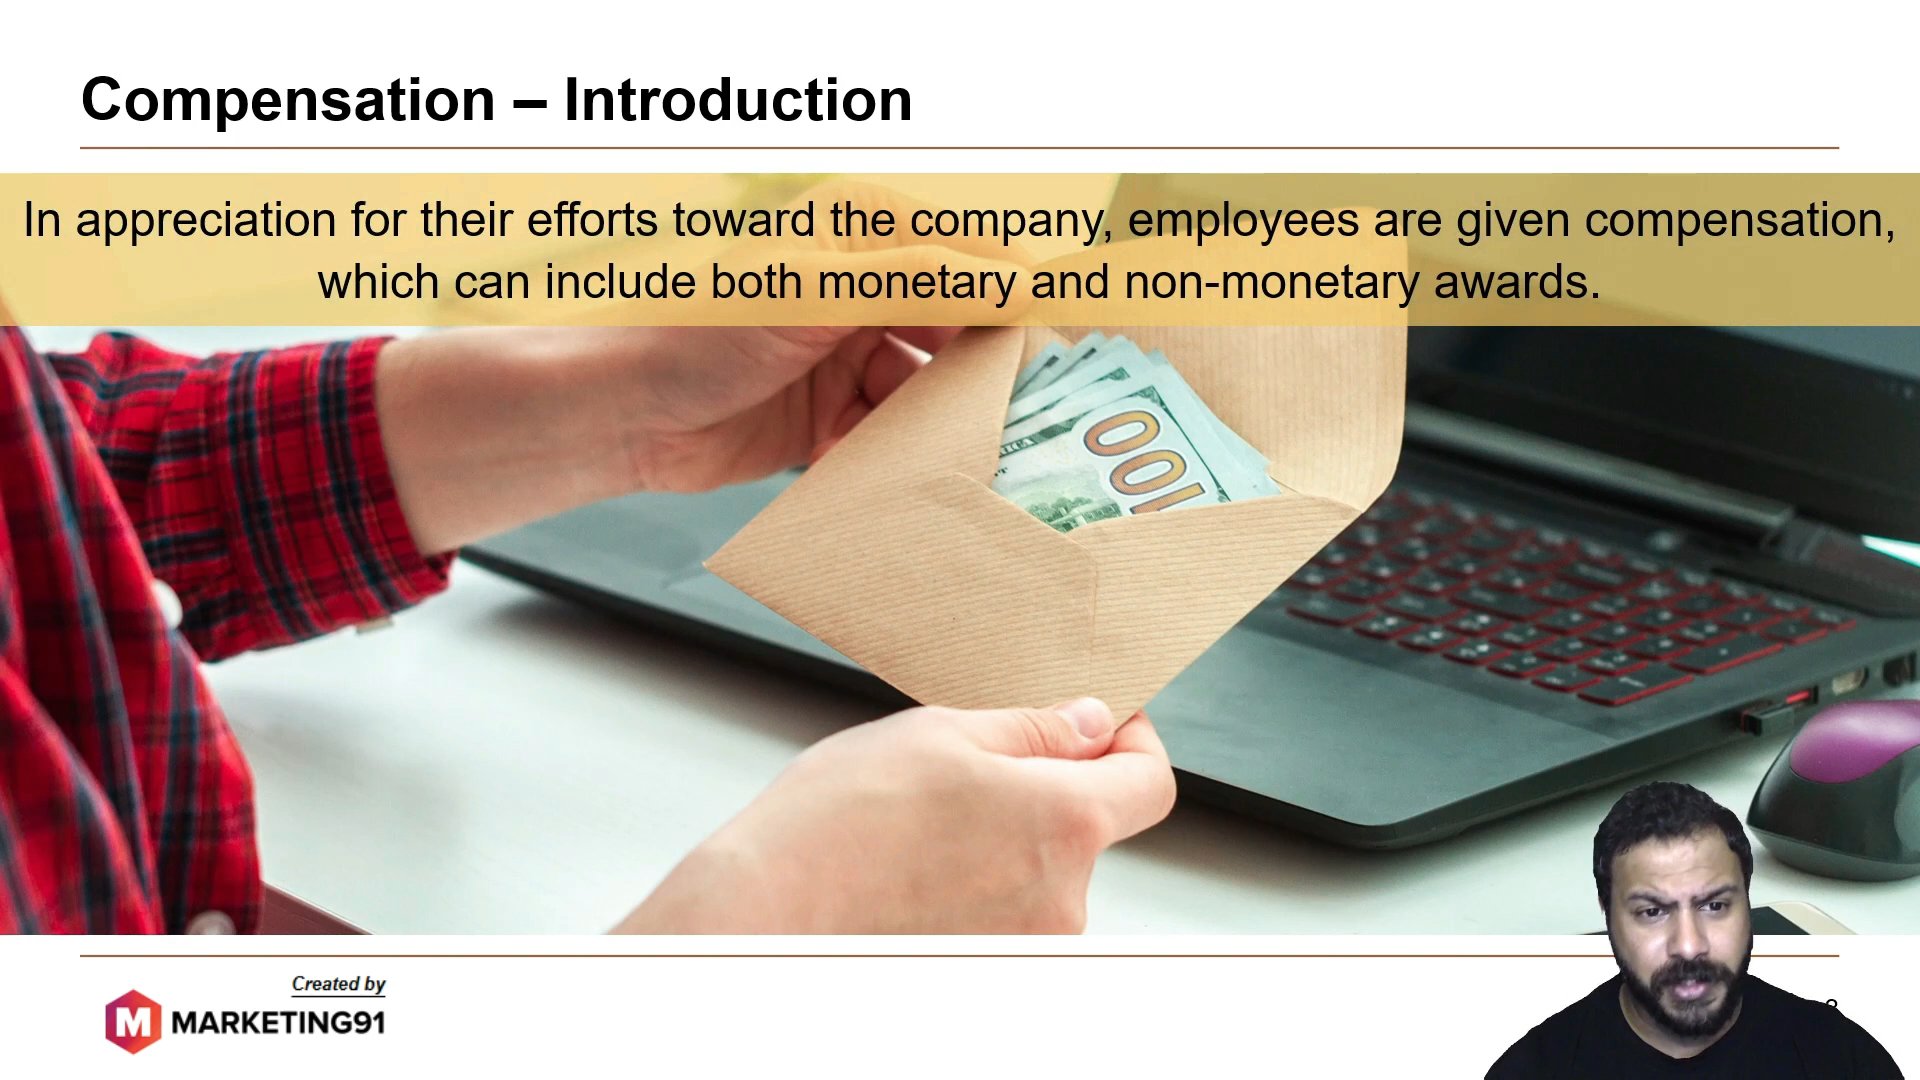 Compensation – Introduction
In appreciation for their efforts toward the company, employees are given compensation,
which can include both monetary and non-monetary awards.
100
Created by
M MARKETING91